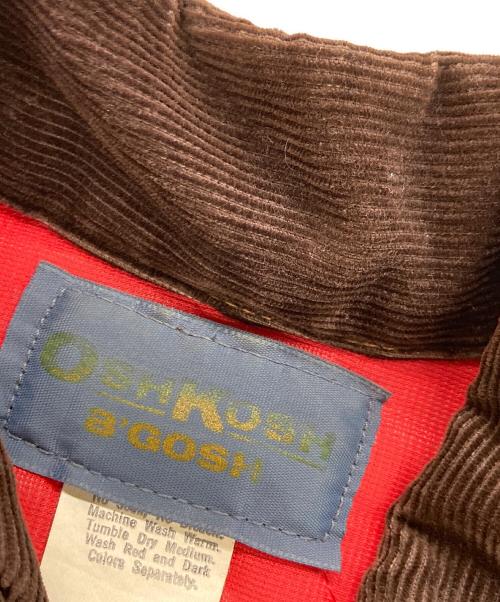 OSHKOSH
B'GOSH
Machine Wash Warm.
Tumble Dry Medium.
Wash Red and Dark
Colors Separately.